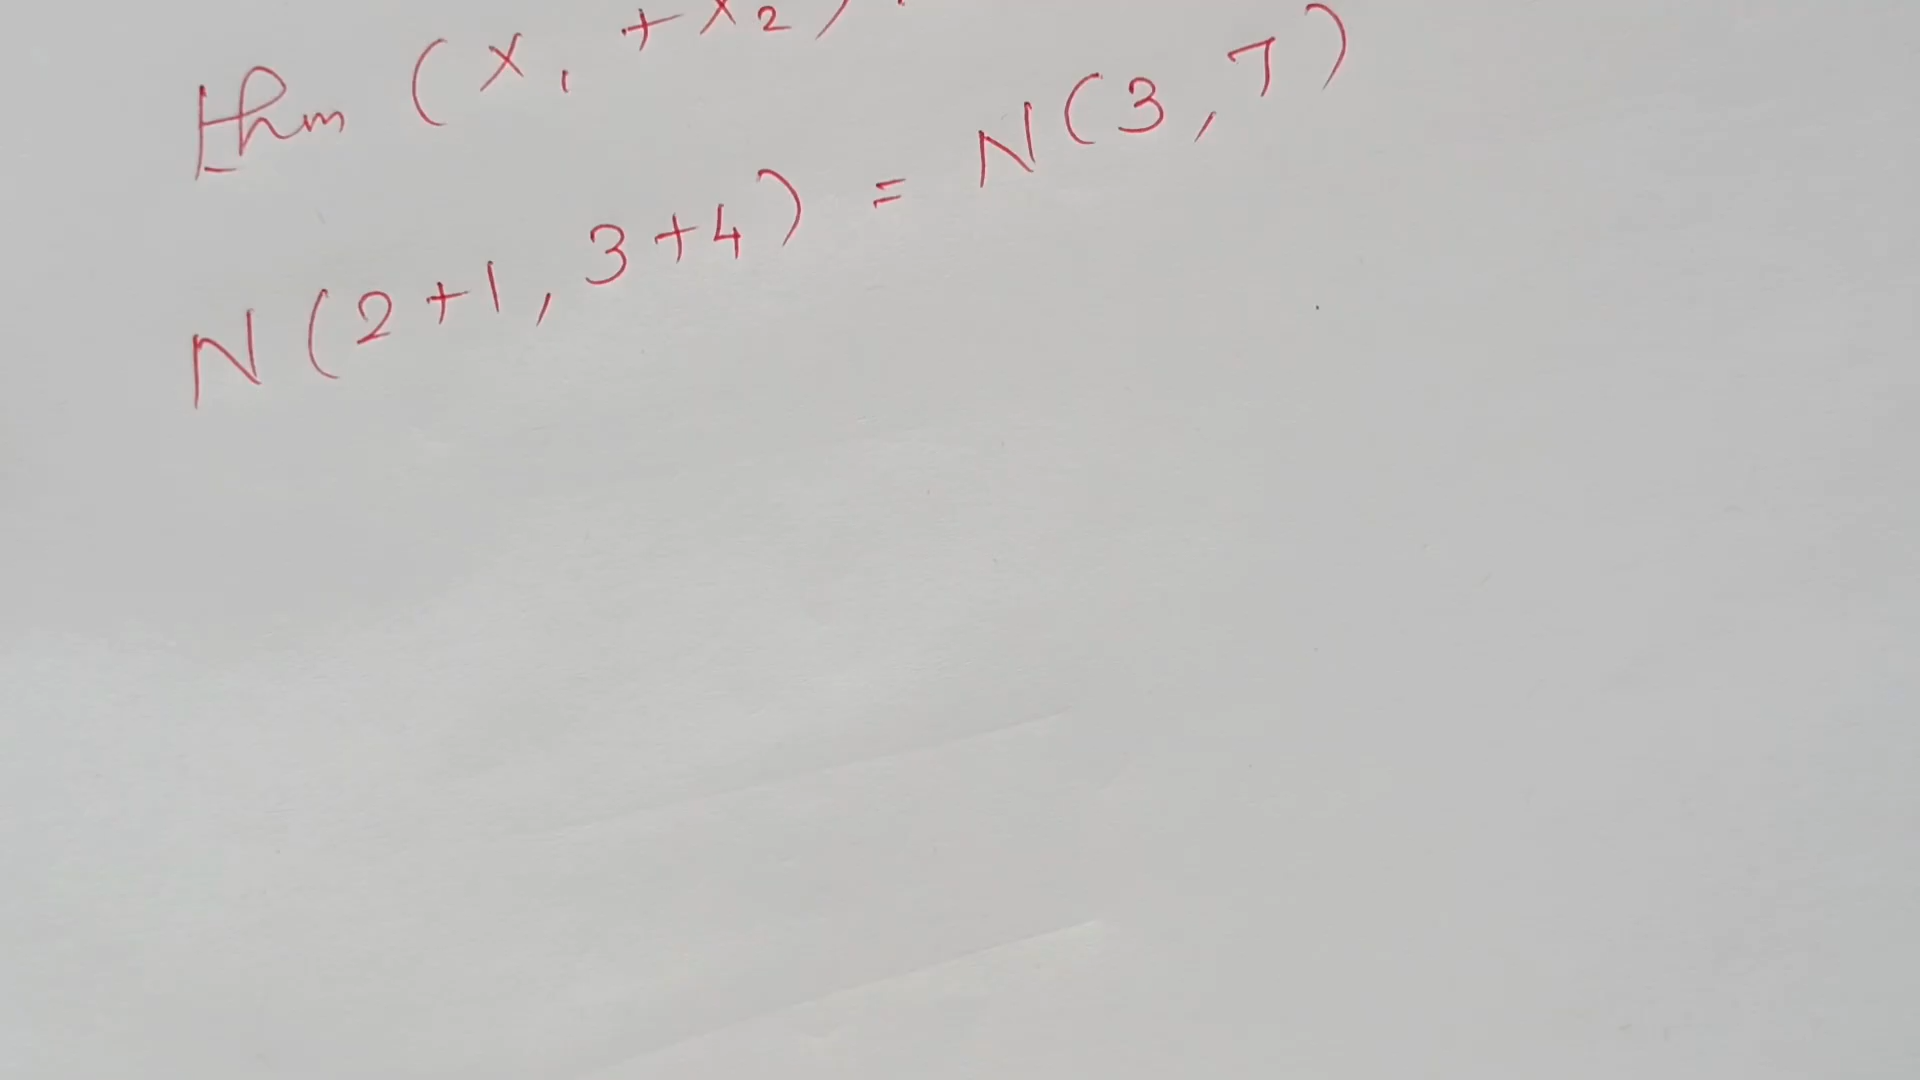 thm (X₁ + X₂)
N(2+1, 3+4) = N(3, 7)